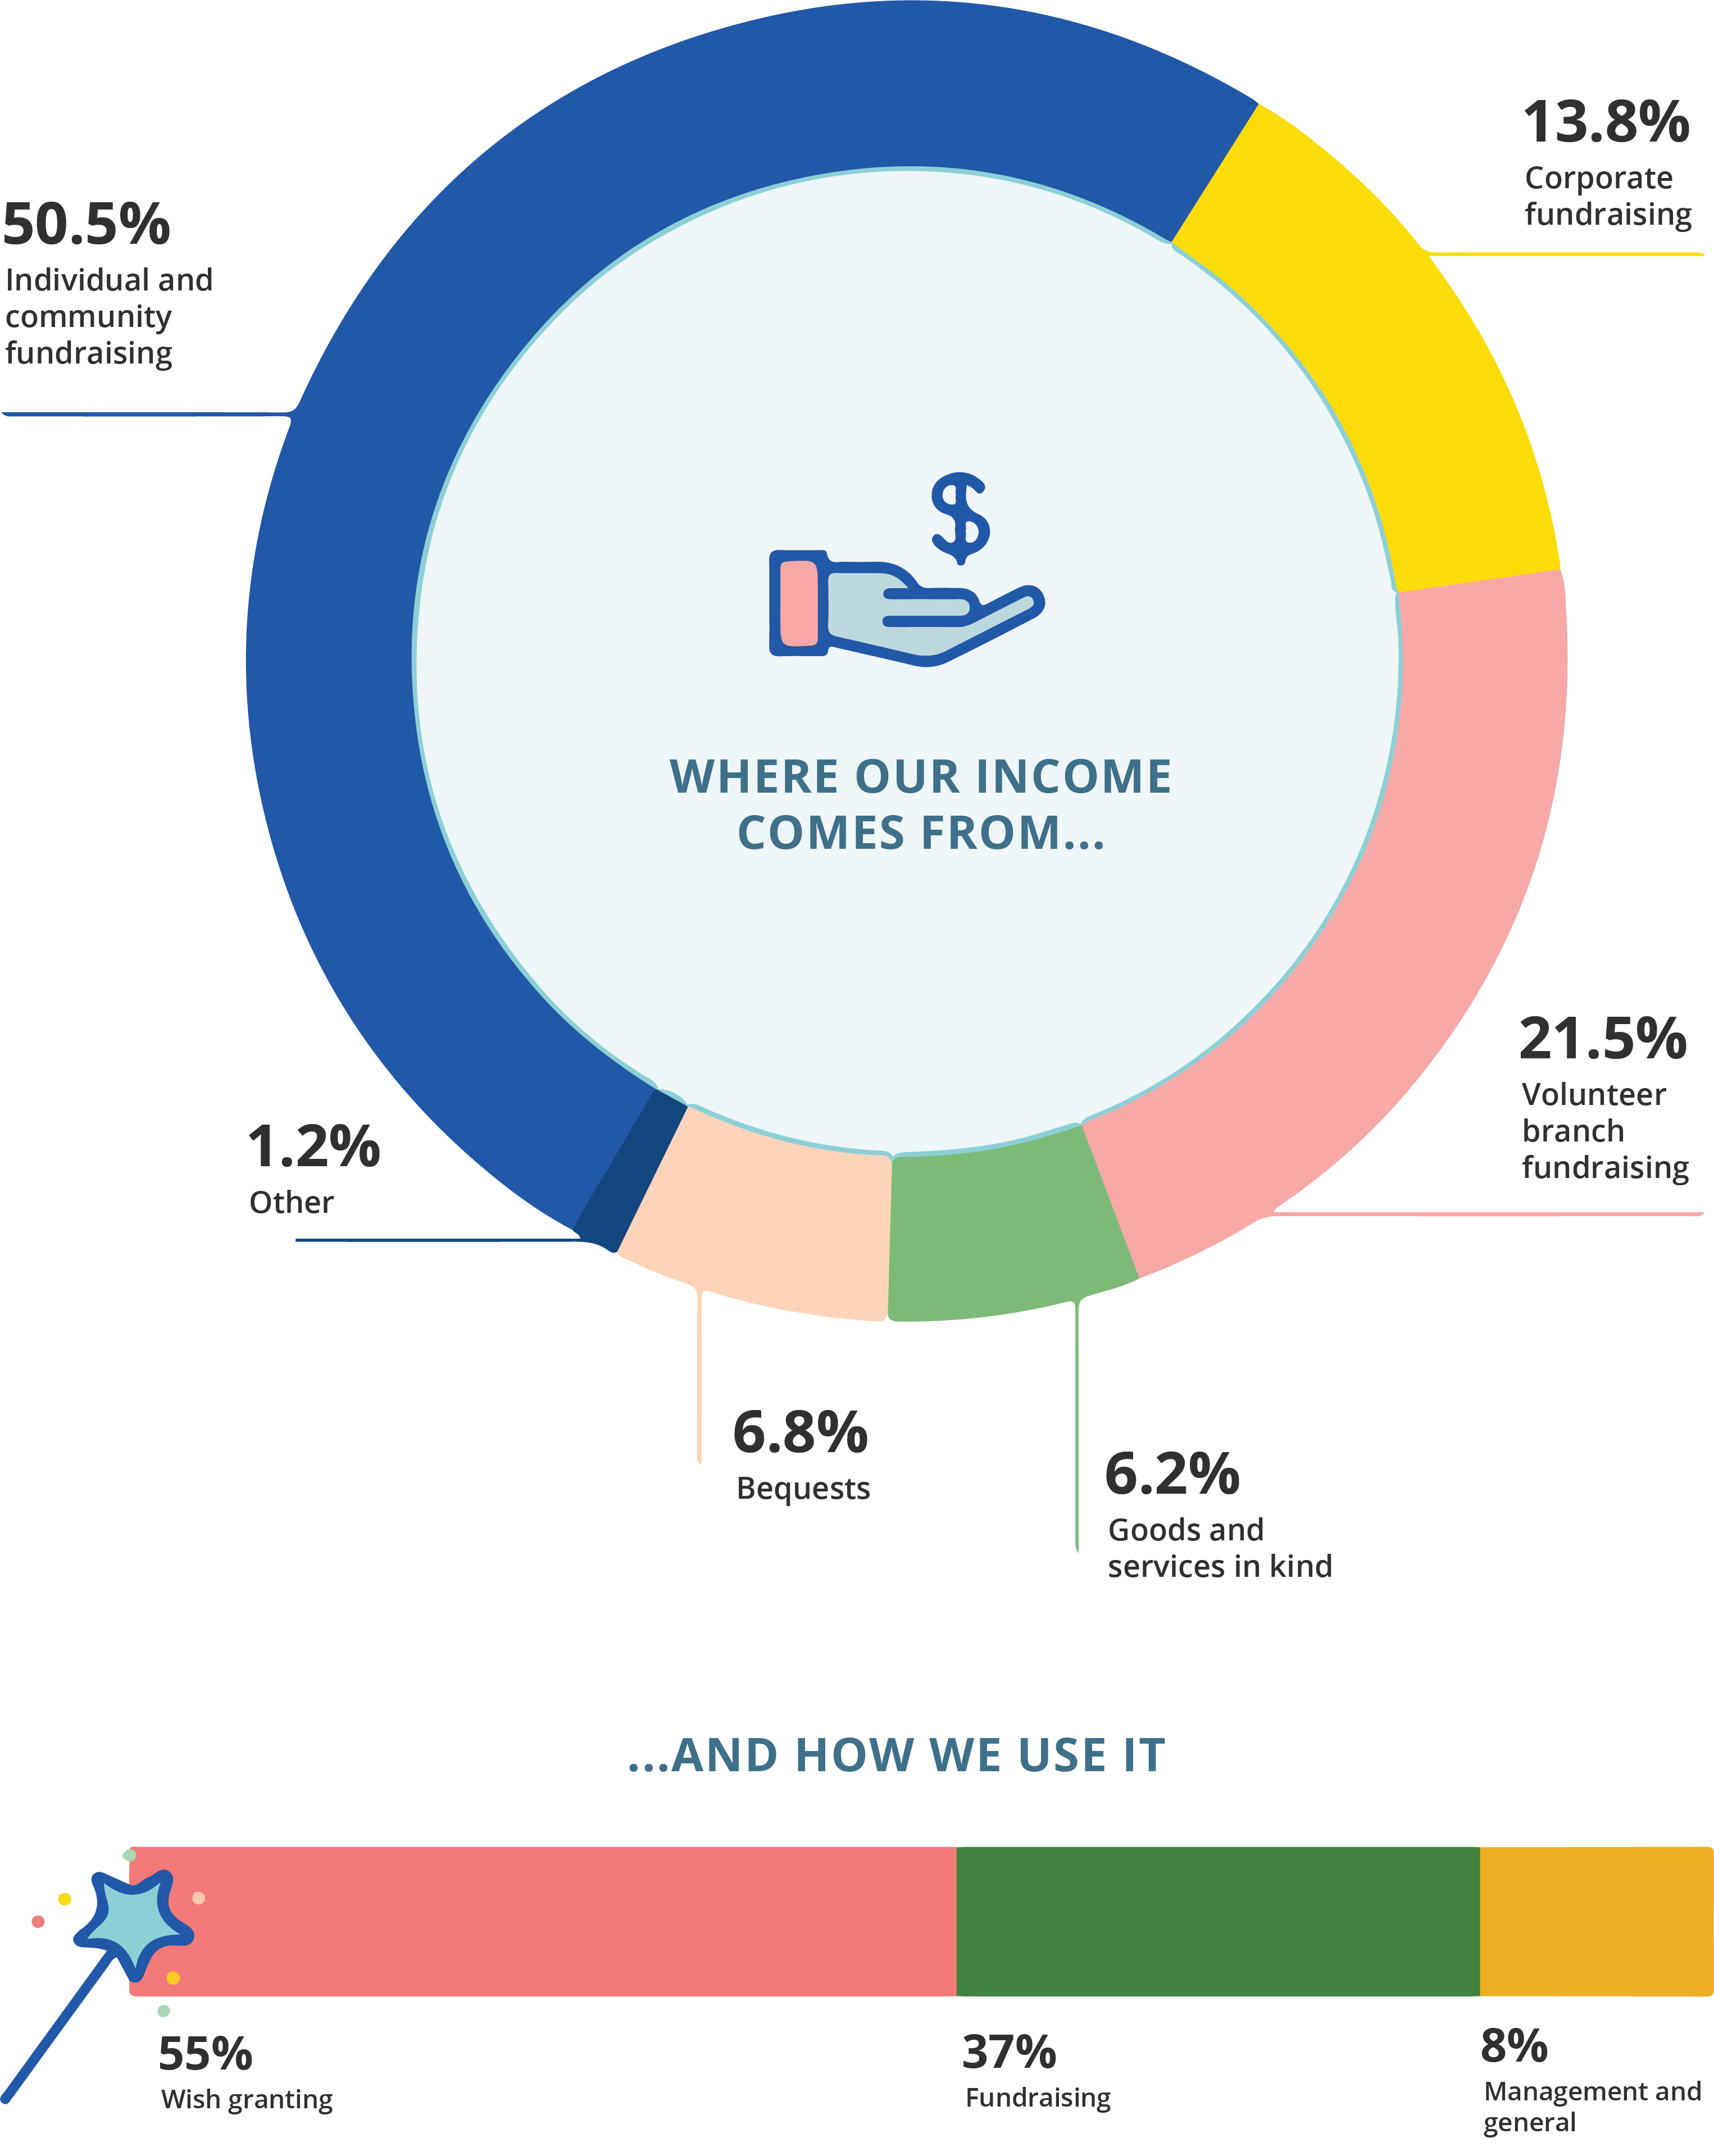 13.8%
Corporate
fundraising
50.5%
Individual and
community
fundraising
$
WHERE OUR INCOME
COMES FROM...
21.5%
Volunteer
branch
fundraising
1.2%
Other
6.8%
Bequests
6.2%
Goods and
services in kind
...AND HOW WE USE IT
55%
Wish granting
37%
Fundraising
8%
Management and
general